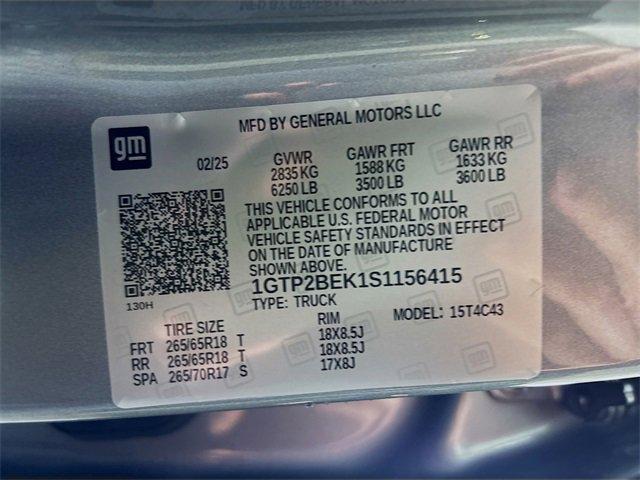 MFD BY GENERAL MOTORS LLC
gm
02/25
GVWR GAWR FRT GAWR RR
2835 KG 1588 KG 1633 KG
6250 LB 3500 LB 3600 LB
THIS VEHICLE CONFORMS TO ALL
APPLICABLE U.S. FEDERAL MOTOR
VEHICLE SAFETY STANDARDS IN EFFECT
ON THE DATE OF MANUFACTURE
SHOWN ABOVE.
1GTP2BEK1S1156415
130H
TYPE: TRUCK
MODEL: 15T4C43
TIRE SIZE RIM
FRT 265/65R18 T 18X8.5J
RR 265/65R18 T 18X8.5J
SPA 265/70R17 S 17X8J